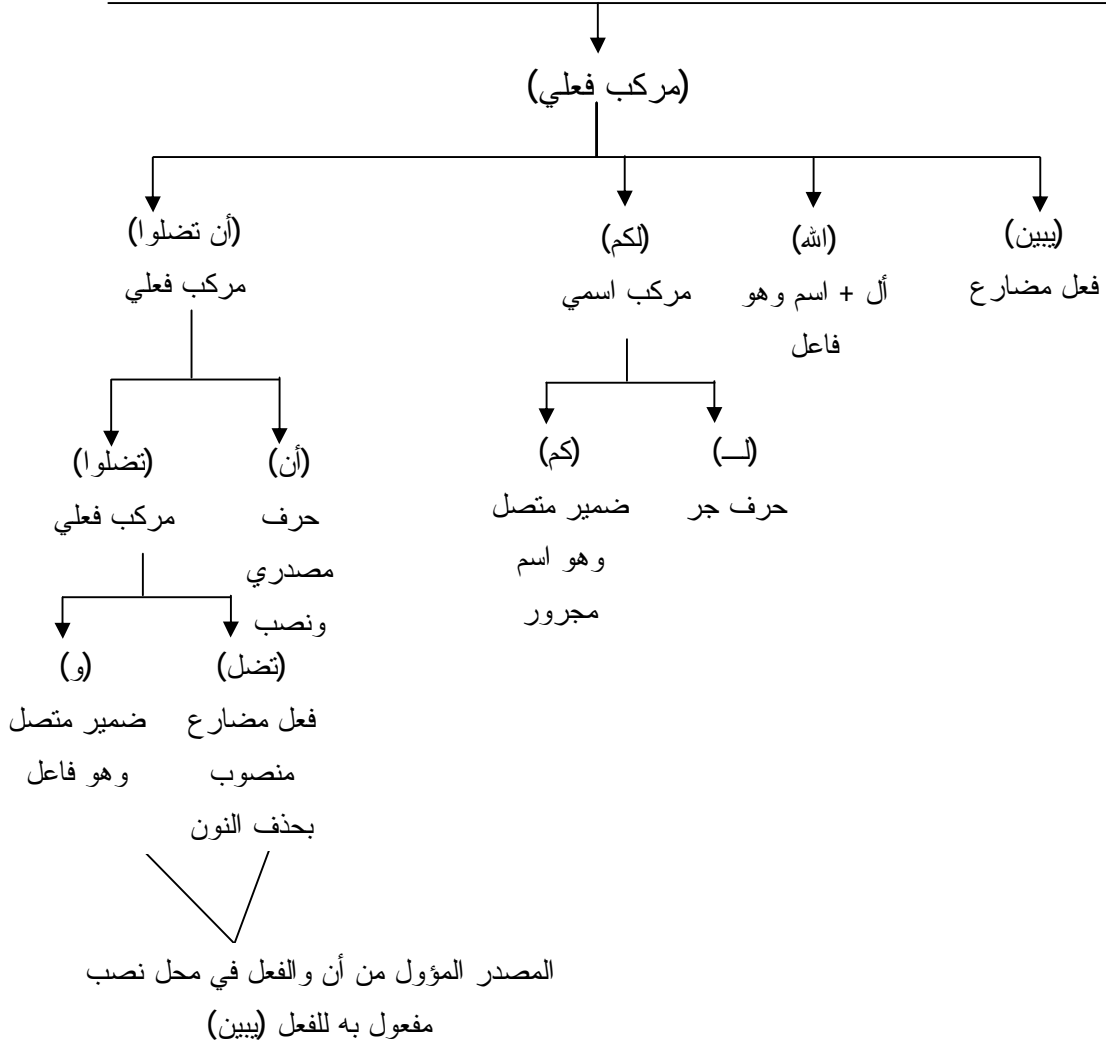 (مركب فعلي)
(يبين)
فعل مضارع
(الله)
أل + اسم وهو
فاعل
(لكم)
مركب اسمي
(أن تضلوا)
مركب فعلي
(لـــ)
حرف جر
(كم)
ضمير متصل
وهو اسم
مجرور
(أن)
حرف
مصدري
ونصب
(تضلوا)
مركب فعلي
(تضل)
فعل مضارع
منصوب
بحذف النون
(و)
ضمير متصل
وهو فاعل
المصدر المؤول من أن والفعل في محل نصب
مفعول به للفعل (يبين)